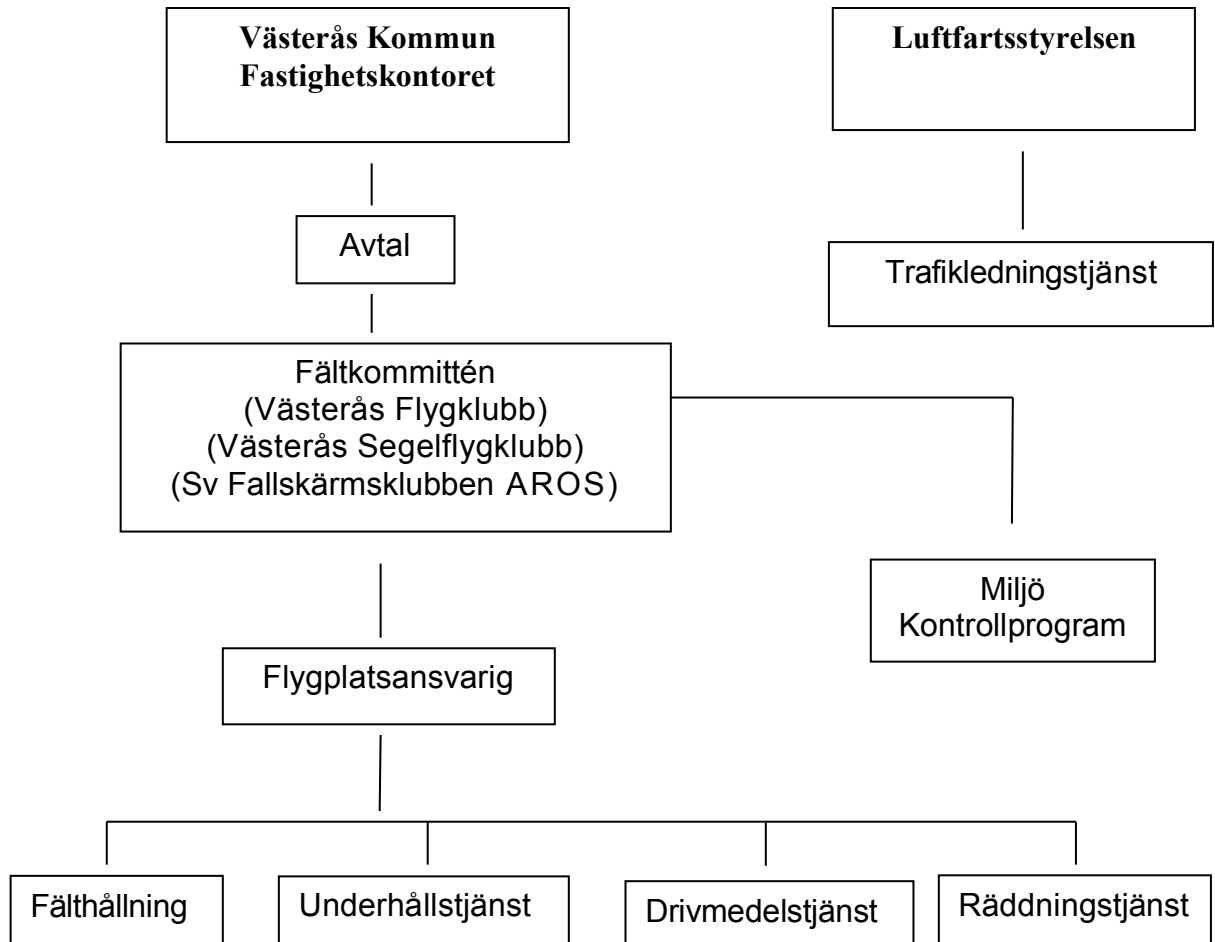 Västerås Kommun
Fastighetskontoret
Luftfartsstyrelsen
Avtal
Trafikledningstjänst
Fältkommittén
(Västerås Flygklubb)
(Västerås Segelflygklubb)
(Sv Fallskärmsklubben AROS)
Miljö
Kontrollprogram
Flygplatsansvarig
Fälthållning
Underhållstjänst
Drivmedelstjänst
Räddningstjänst